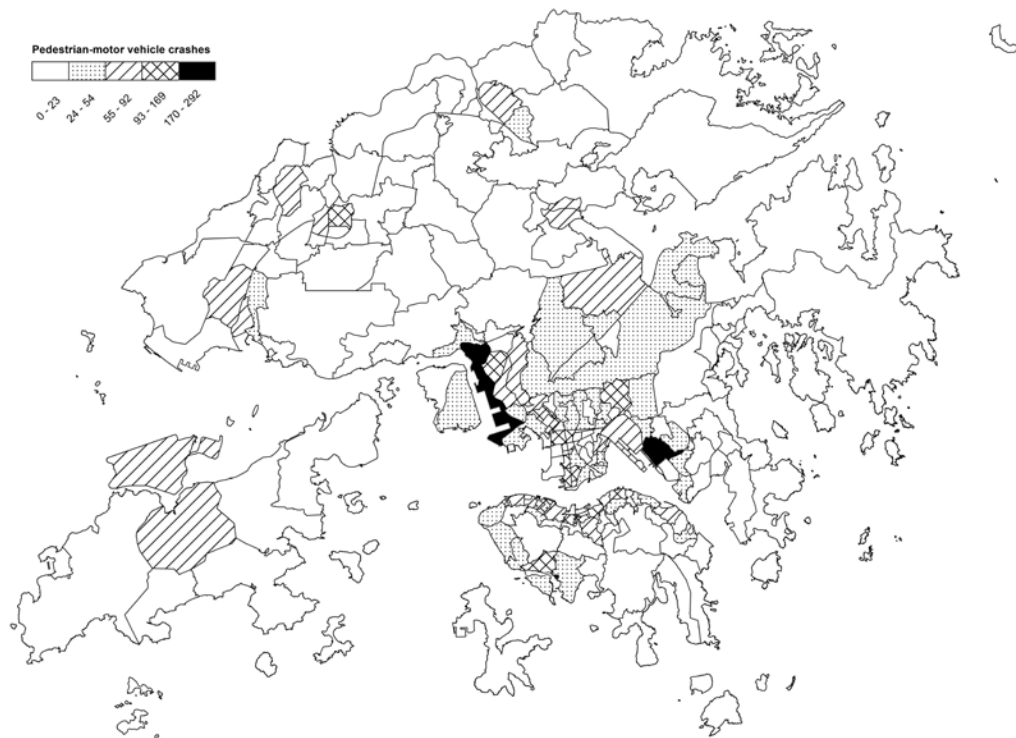 Pedestrian-motor vehicle crashes
0 - 23
24 - 54
55 - 92
93 - 169
170 - 292